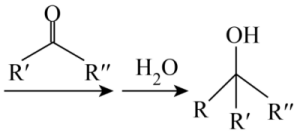 O
R′ R″
H₂O
OH
R R′ R″